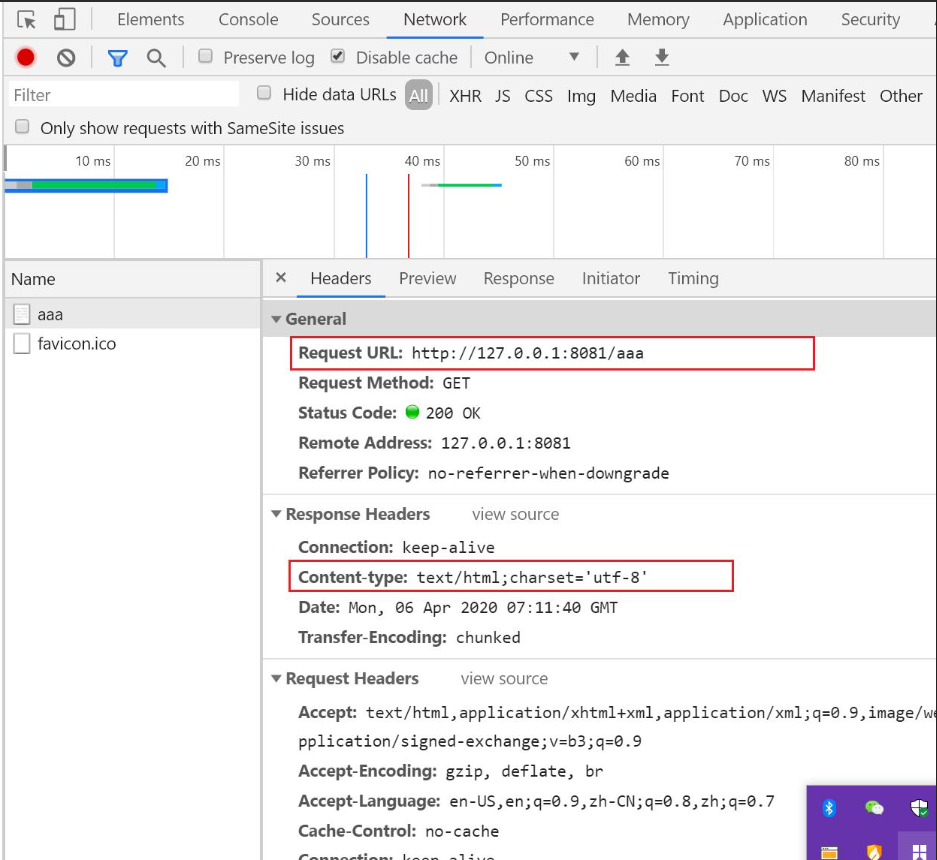 Elements Console Sources Network Performance Memory Application Security
Preserve log Disable cache Online
Filter Hide data URLs All XHR JS CSS Img Media Font Doc WS Manifest Other
Only show requests with SameSite issues
10 ms 20 ms 30 ms 40 ms 50 ms 60 ms 70 ms 80 ms
Name
aaa
favicon.ico
× Headers Preview Response Initiator Timing
General
Request URL: http://127.0.0.1:8081/aaa
Request Method: GET
Status Code: 200 OK
Remote Address: 127.0.0.1:8081
Referrer Policy: no-referrer-when-downgrade
Response Headers view source
Connection: keep-alive
Content-type: text/html;charset='utf-8'
Date: Mon, 06 Apr 2020 07:11:40 GMT
Transfer-Encoding: chunked
Request Headers view source
Accept: text/html,application/xhtml+xml,application/xml;q=0.9,image/we
pplication/signed-exchange;v=b3;q=0.9
Accept-Encoding: gzip, deflate, br
Accept-Language: en-US,en;q=0.9,zh-CN;q=0.8,zh;q=0.7
Cache-Control: no-cache
Connection: keep-alive